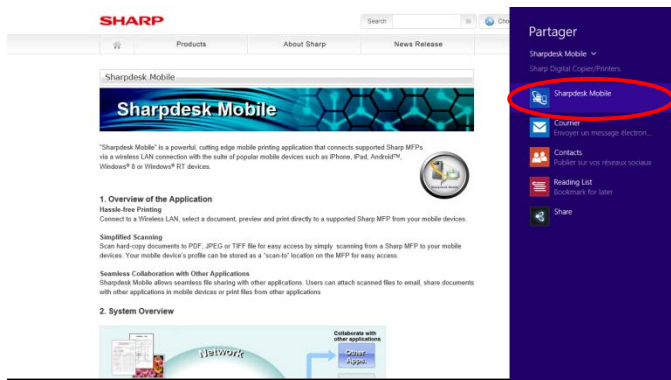 SHARP
Search
Cho
Products
About Sharp
News Release
Sharpdesk Mobile
Sharpdesk Mobile
"Sharpdesk Mobile" is a powerful, cutting edge mobile printing application that connects supported Sharp MFPs
via a wireless LAN connection with the suite of popular mobile devices such as iPhone, iPad, Android™,
Windows® 8 or Windows® RT devices.
1. Overview of the Application
Hassle-free Printing
Connect to a Wireless LAN, select a document, preview and print directly to a supported Sharp MFP from your mobile devices.
Simplified Scanning
Scan hard-copy documents to PDF, JPEG or TIFF file for easy access by simply scanning from a Sharp MFP to your mobile
devices. Your mobile device's profile can be stored as a "scan-to" location on the MFP for easy access.
Seamless Collaboration with Other Applications
Sharpdesk Mobile allows seamless file sharing with other applications. Users can attach scanned files to email, share documents
with other applications in mobile devices or print files from other applications
2. System Overview
Network
Collaborate with
other applications
Other
Apps.
Partager
Sharpdesk Mobile
Sharp Digital Copier/Printers
Sharpdesk Mobile
Courrier
Envoyer un message électron...
Contacts
Publier sur vos réseaux sociaux
Reading List
Bookmark for later
Share